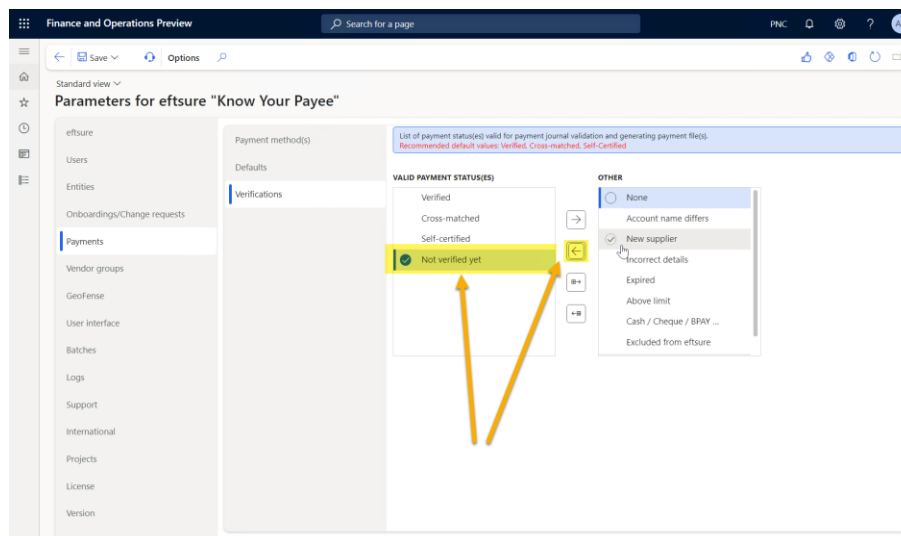 Finance and Operations Preview
Search for a page
PNC
?
A
Save
Options
Standard view
Parameters for eftsure "Know Your Payee"
eftsure
Users
Entities
Onboardings/Change requests
Payments
Vendor groups
GeoFense
User interface
Batches
Logs
Support
International
Projects
License
Version
Payment method(s)
Defaults
Verifications
List of payment status(es) valid for payment journal validation and generating payment file(s).
Recommended default values: Verified, Cross-matched, Self-Certified
VALID PAYMENT STATUS(ES)
Verified
Cross-matched
Self-certified
Not verified yet
OTHER
None
Account name differs
New supplier
Incorrect details
Expired
Above limit
Cash / Cheque / BPAY ...
Excluded from eftsure